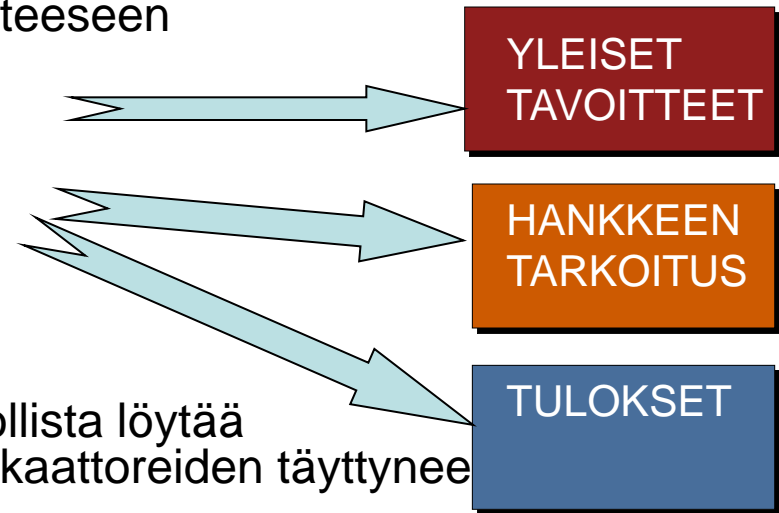 teeseen
YLEISET
TAVOITTEET
HANKKEEN
TARKOITUS
TULOKSET
ollista löytää
kaattoreiden täyttynee